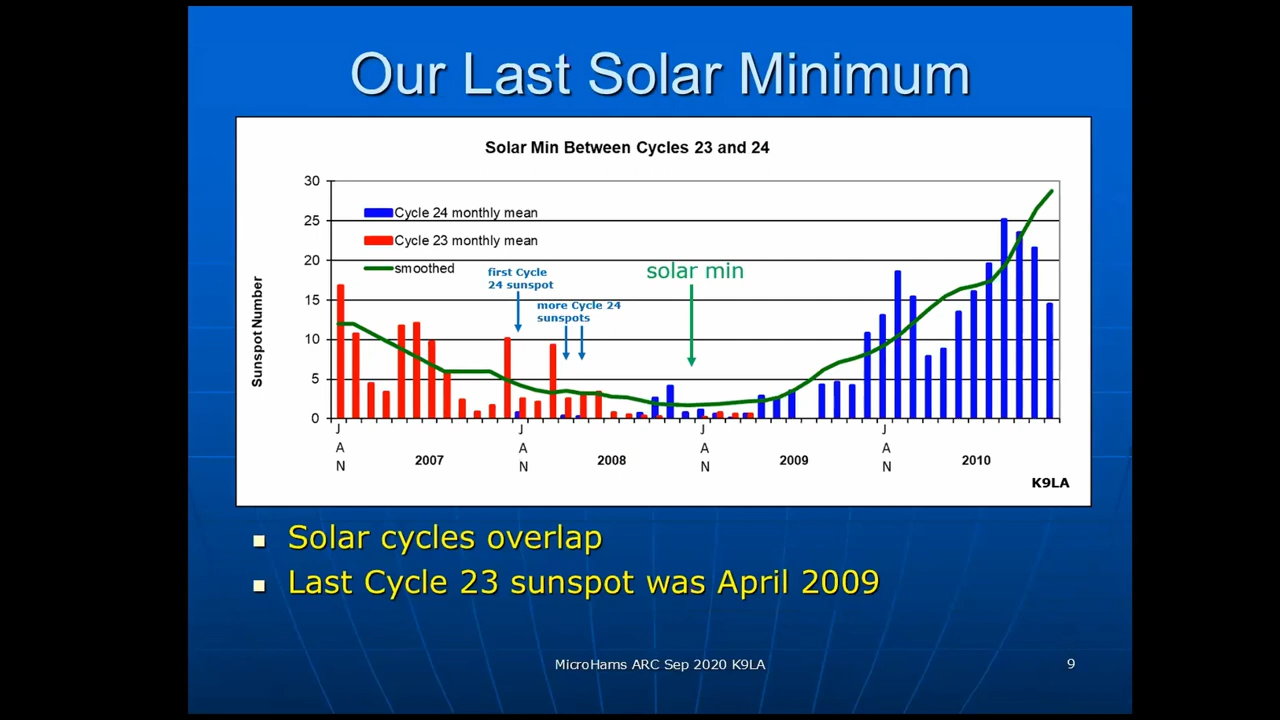 Our Last Solar Minimum
Solar Min Between Cycles 23 and 24
Sunspot Number
30
25
20
15
10
5
0
Cycle 24 monthly mean
Cycle 23 monthly mean
smoothed
first Cycle
24 sunspot
more Cycle 24
sunspots
solar min
J
A
N
2007
J
A
N
2008
J
A
N
2009
J
A
N
2010
K9LA
Solar cycles overlap
Last Cycle 23 sunspot was April 2009
MicroHams ARC Sep 2020 K9LA
9